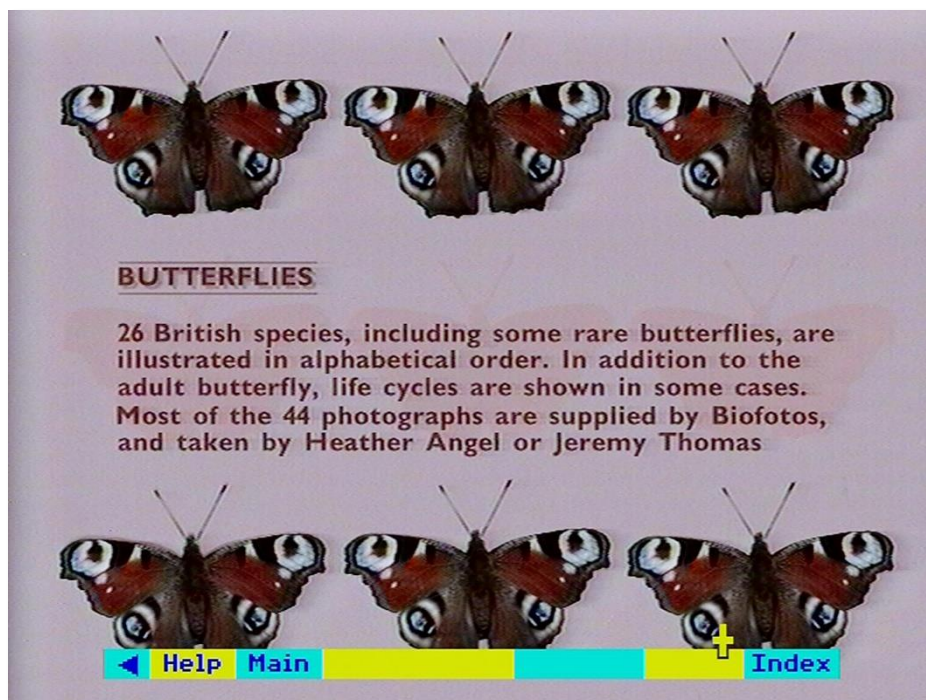 BUTTERFLIES
26 British species, including some rare butterflies, are
illustrated in alphabetical order. In addition to the
adult butterfly, life cycles are shown in some cases.
Most of the 44 photographs are supplied by Biofotos,
and taken by Heather Angel or Jeremy Thomas
Help Main Index